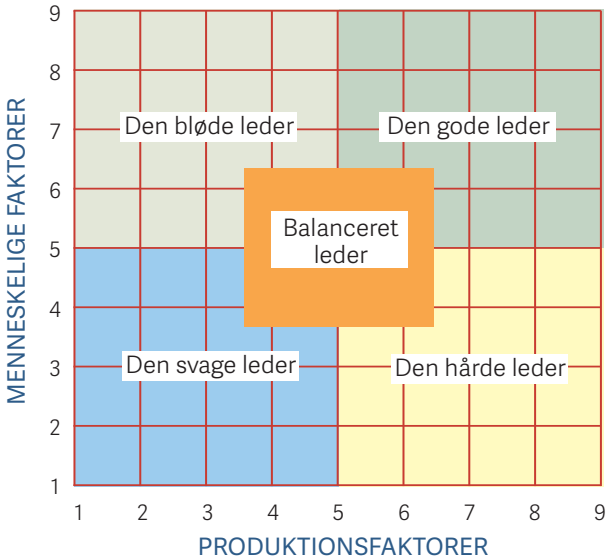 MENNESKELIGE FAKTORER
9
8
7
6
5
4
3
2
1
Den bløde leder
Den gode leder
Balanceret
leder
Den svage leder
Den hårde leder
1 2 3 4 5 6 7 8 9
PRODUKTIONSFAKTORER